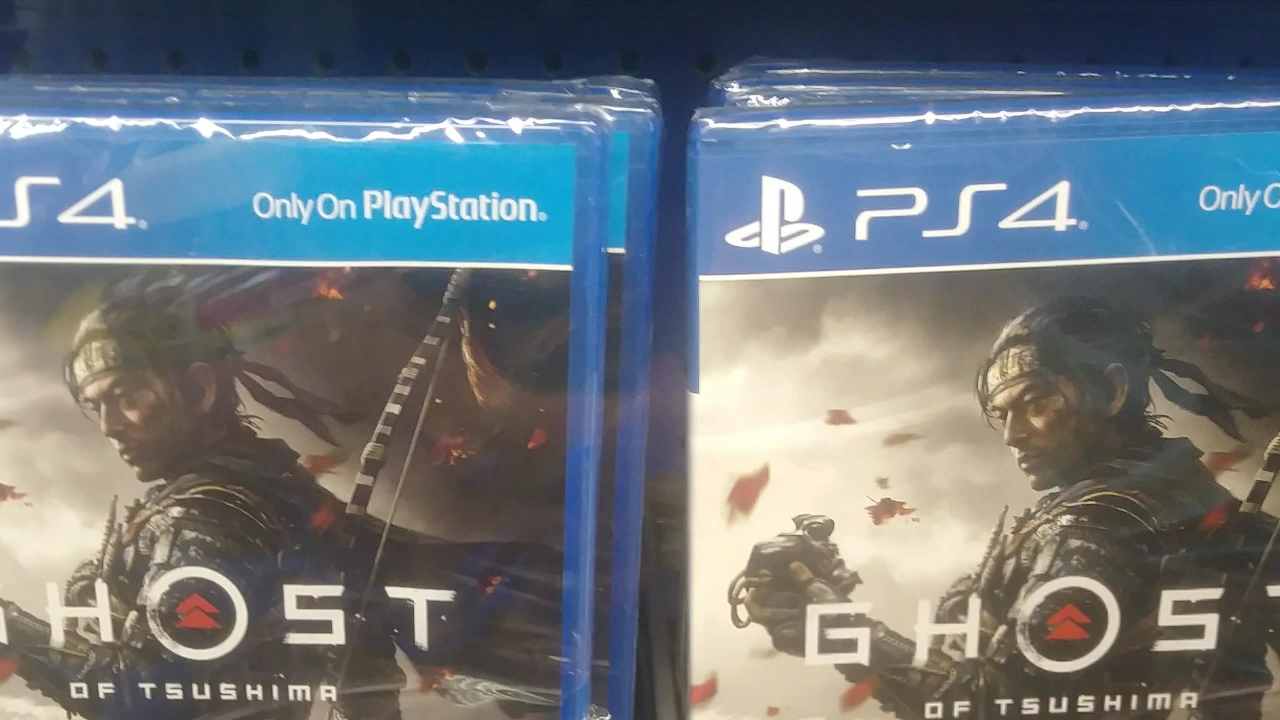 S4 Only On PlayStation.
HOST
OF TSUSHIMA
PS4 Only O
GHOST
OF TSUSHIMA